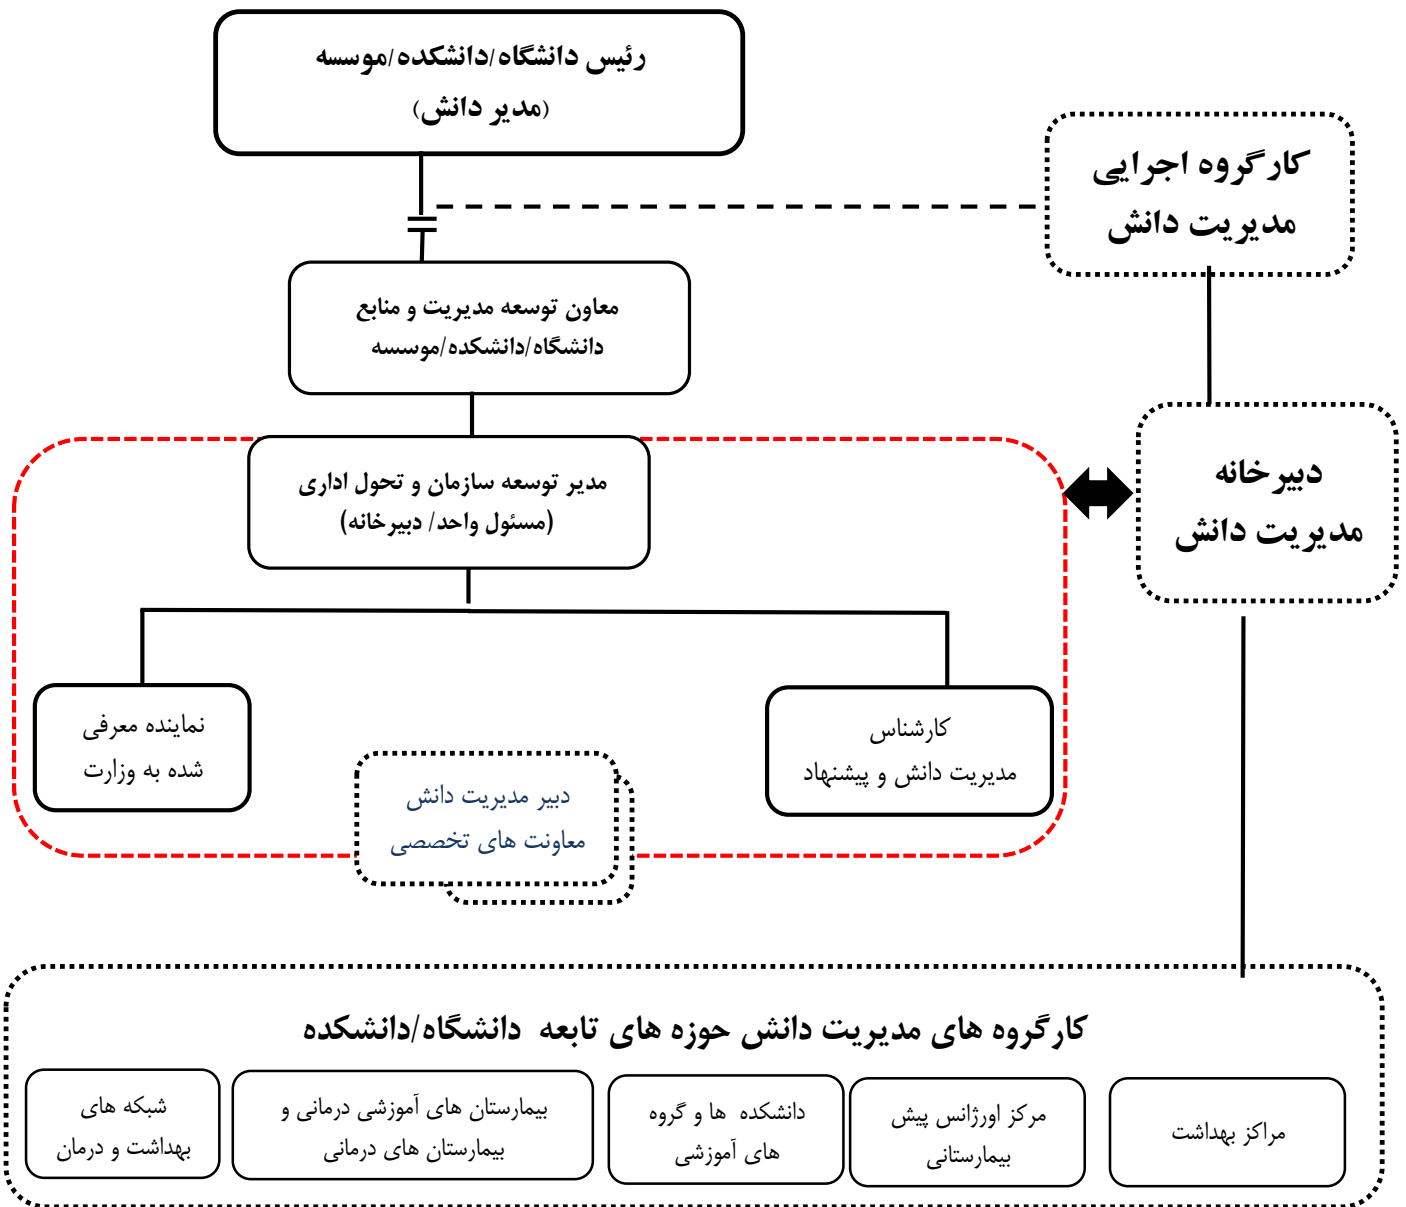 رئیس دانشگاه/دانشکده/موسسه
(مدیر دانش)
کارگروه اجرایی
مدیریت دانش
معاون توسعه مدیریت و منابع
دانشگاه/دانشکده/موسسه
مدیر توسعه سازمان و تحول اداری
(مسئول واحد/ دبیرخانه)
دبیرخانه
مدیریت دانش
کارشناس
مدیریت دانش و پیشنهاد
نماینده معرفی
شده به وزارت
دبیر مدیریت دانش
معاونت های تخصصی
کارگروه های مدیریت دانش حوزه های تابعه دانشگاه/دانشکده
مراکز بهداشت
مرکز اورژانس پیش
بیمارستانی
دانشکده ها و گروه
های آموزشی
بیمارستان های آموزشی درمانی و
بیمارستان های درمانی
شبکه های
بهداشت و درمان